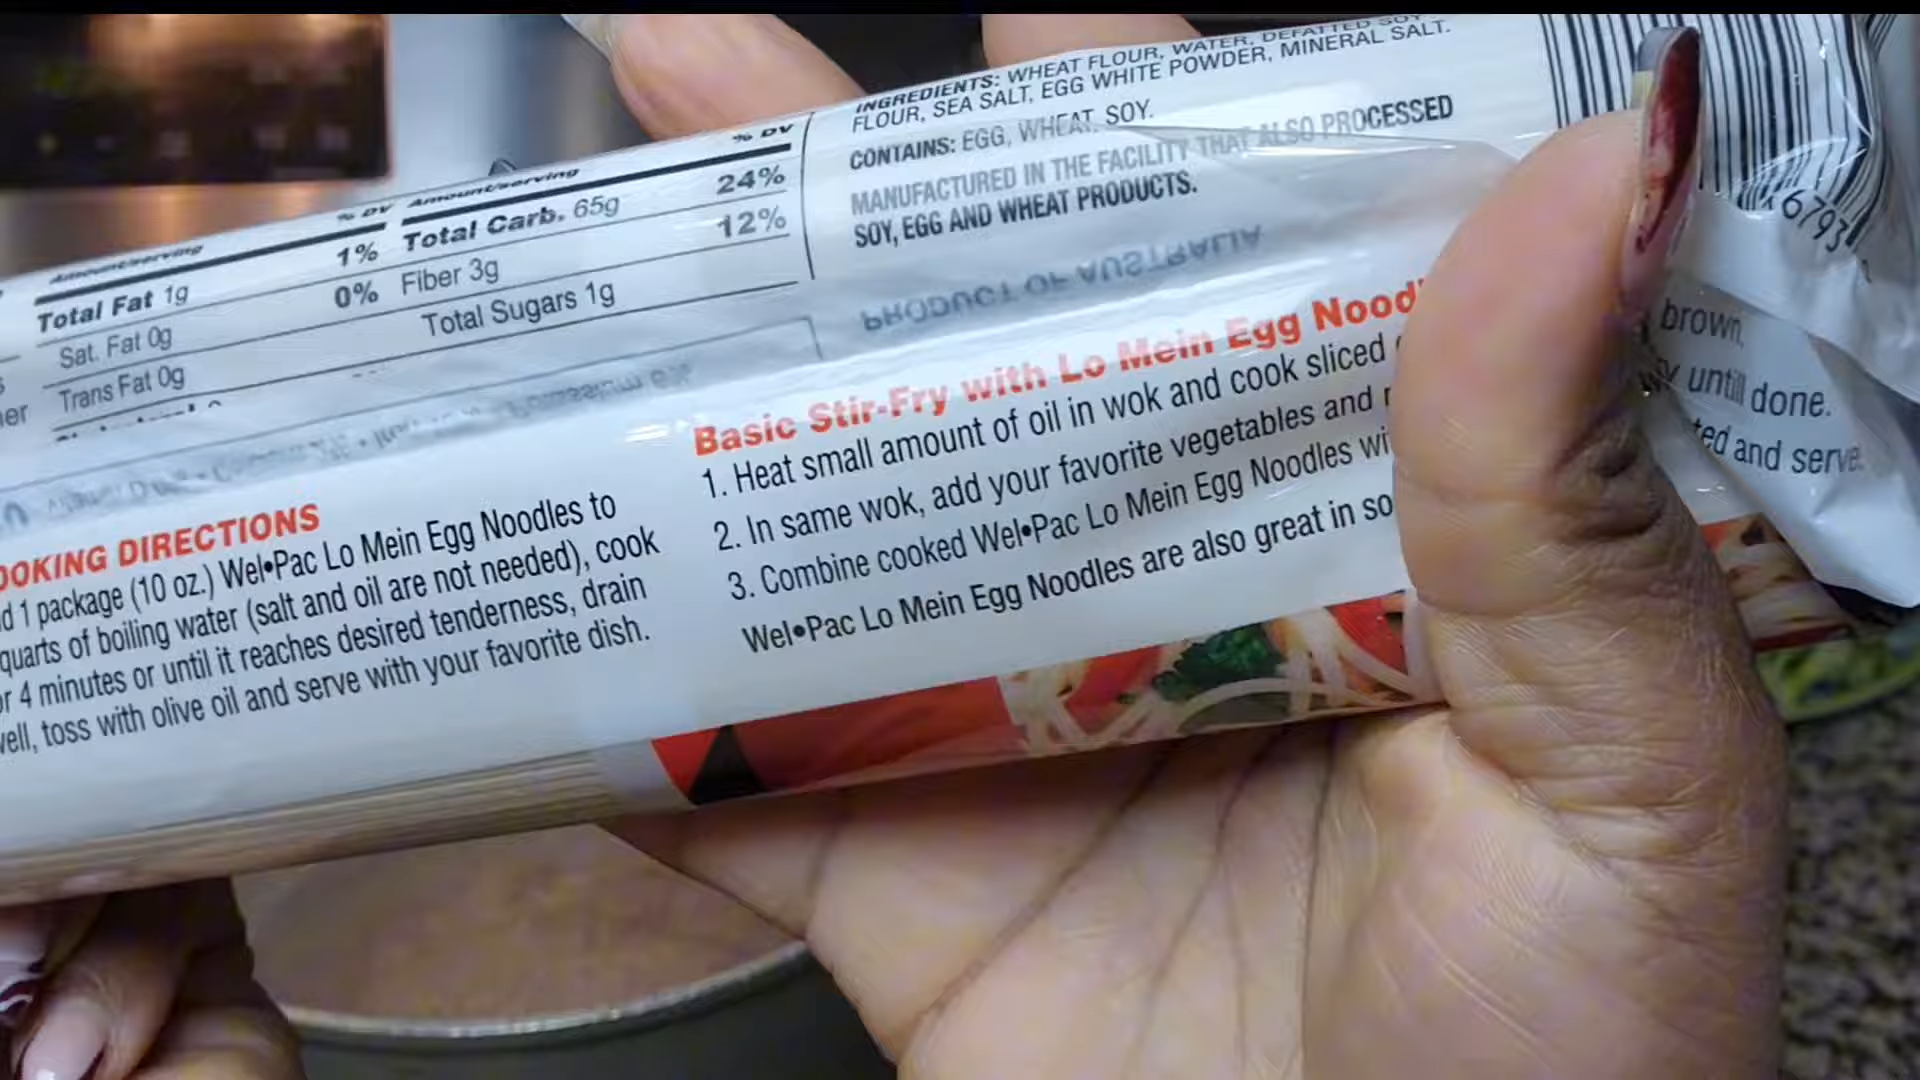 Amount/serving % DV
Total Fat 1g 1%
Sat. Fat 0g 0%
Trans Fat 0g
Amount/serving % DV
Total Carb. 65g 24%
Fiber 3g 12%
Total Sugars 1g
INGREDIENTS: WHEAT FLOUR, WATER, DEFATTED SOY
FLOUR, SEA SALT, EGG WHITE POWDER, MINERAL SALT.
CONTAINS: EGG, WHEAT, SOY.
MANUFACTURED IN THE FACILITY THAT ALSO PROCESSED
SOY, EGG AND WHEAT PRODUCTS.
PRODUCT OF AUSTRALIA
OOKING DIRECTIONS
d 1 package (10 oz.) Wel•Pac Lo Mein Egg Noodles to
quarts of boiling water (salt and oil are not needed), cook
or 4 minutes or until it reaches desired tenderness, drain
well, toss with olive oil and serve with your favorite dish.
Basic Stir-Fry with Lo Mein Egg Nood
1. Heat small amount of oil in wok and cook sliced
2. In same wok, add your favorite vegetables and
3. Combine cooked Wel•Pac Lo Mein Egg Noodles wi
Wel•Pac Lo Mein Egg Noodles are also great in so
brown.
until done.
ted and serve.
6793